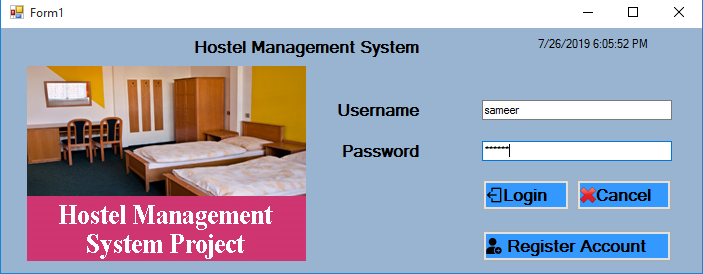 Form1
Hostel Management System
7/26/2019 6:05:52 PM
Username
sameer
Password
******
Login
Cancel
Register Account
Hostel Management
System Project